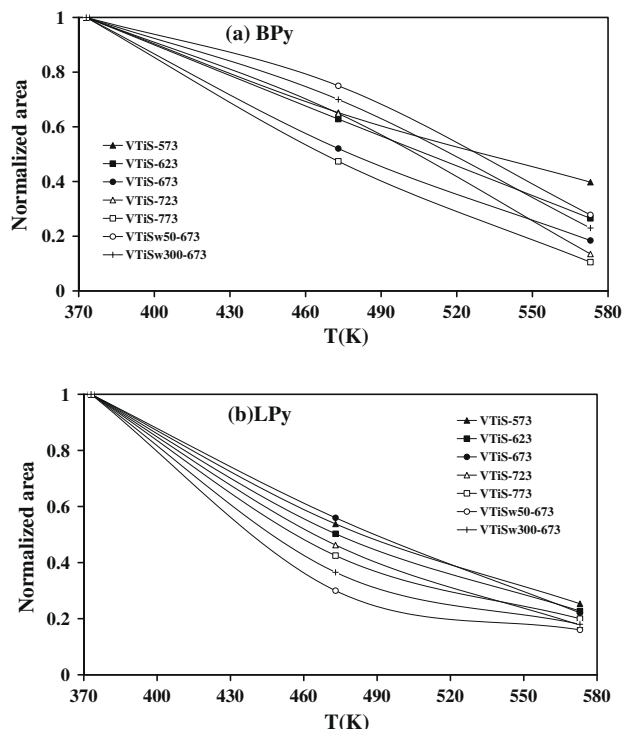 (a) BPy
Normalized area
1
0.8
0.6
0.4
0.2
0
VTiS-573
VTiS-623
VTiS-673
VTiS-723
VTiS-773
VTiSw50-673
VTiSw300-673
370 400 430 460 490 520 550 580
T(K)
(b)LPy
Normalized area
1
0.8
0.6
0.4
0.2
0
VTiS-573
VTiS-623
VTiS-673
VTiS-723
VTiS-773
VTiSw50-673
VTiSw300-673
370 400 430 460 490 520 550 580
T(K)